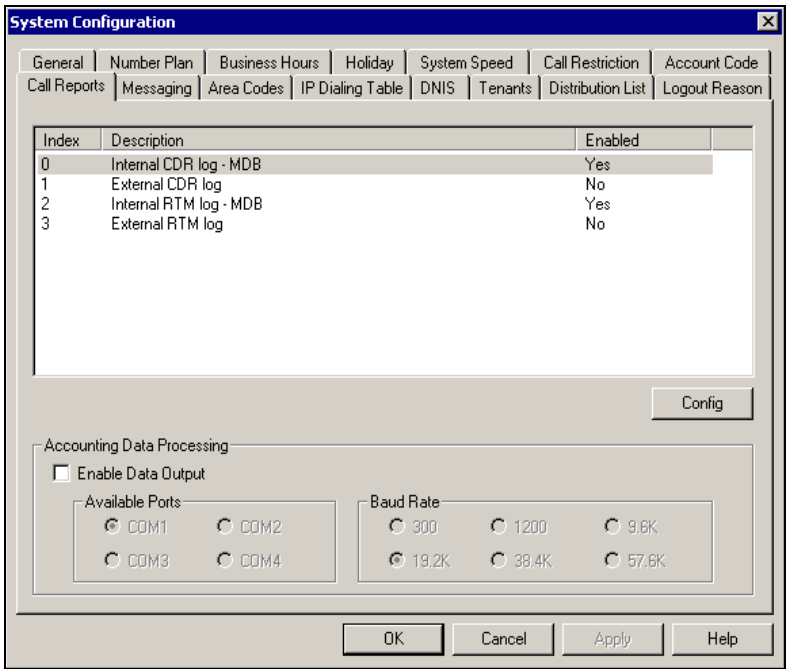 System Configuration
General Number Plan Business Hours Holiday System Speed Call Restriction Account Code
Call Reports Messaging Area Codes IP Dialing Table DNIS Tenants Distribution List Logout Reason
Index Description Enabled
0 Internal CDR log - MDB Yes
1 External CDR log No
2 Internal RTM log - MDB Yes
3 External RTM log No
Config
Accounting Data Processing
Enable Data Output
Available Ports Baud Rate
COM1 COM2 300 1200 9.6K
COM3 COM4 19.2K 38.4K 57.6K
OK Cancel Apply Help